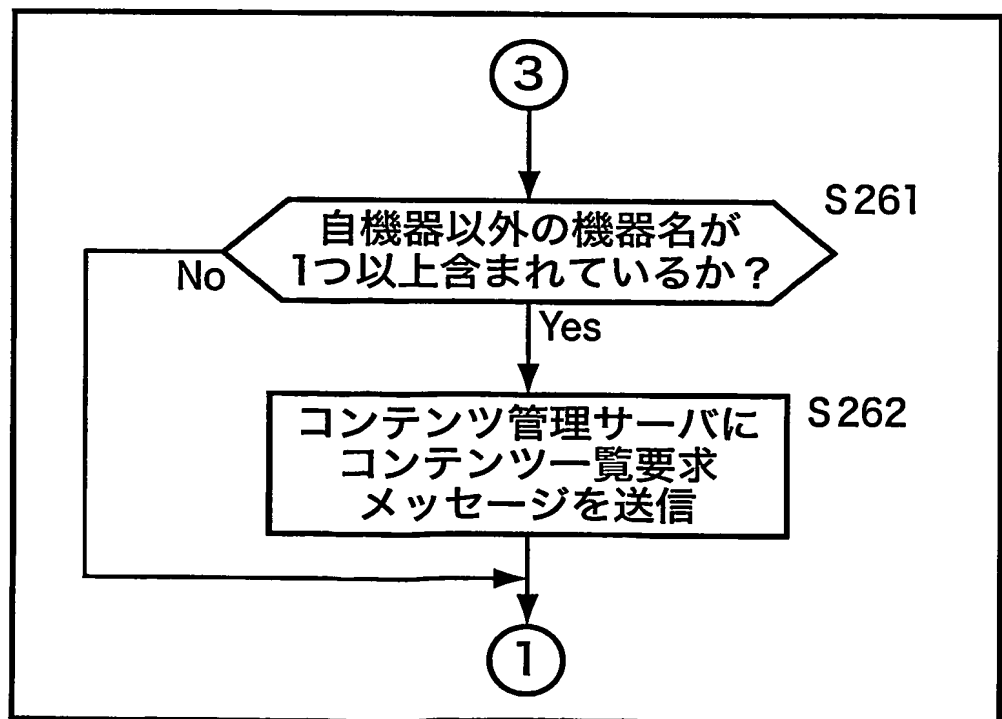 ③
S261
自機器以外の機器名が
1つ以上含まれているか？
No
Yes
S262
コンテンツ管理サーバに
コンテンツ一覧要求
メッセージを送信
①